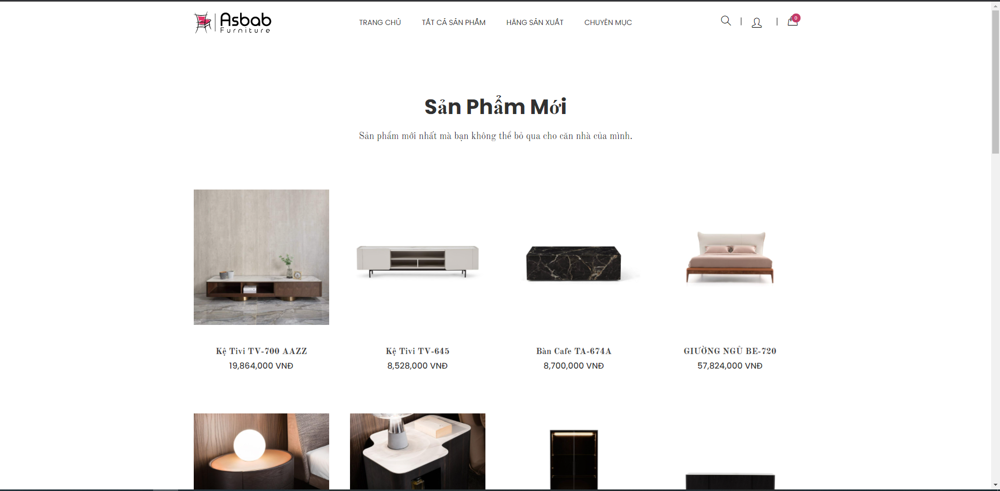 Asbab
Furniture
TRANG CHỦ TẤT CẢ SẢN PHẨM HÃNG SẢN XUẤT CHUYÊN MỤC
0
Sản Phẩm Mới
Sản phẩm mới nhất mà bạn không thể bỏ qua cho căn nhà của mình.
Kệ Tivi TV-700 AAZZ
19,864,000 VNĐ
Kệ Tivi TV-645
8,528,000 VNĐ
Bàn Cafe TA-674A
8,700,000 VNĐ
GIƯỜNG NGỦ BE-720
57,824,000 VNĐ